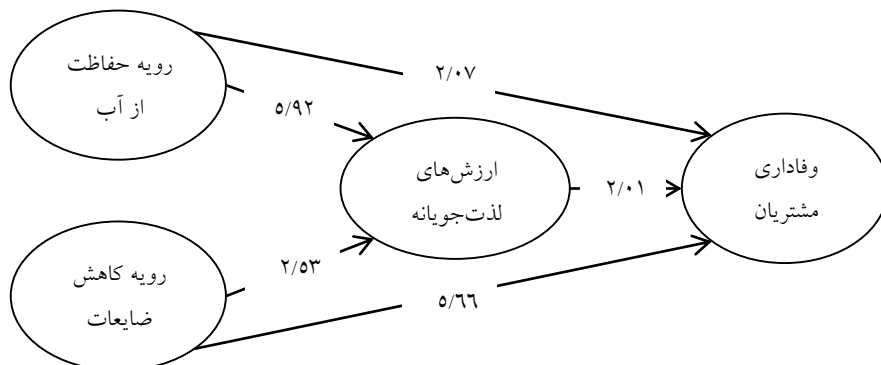 رویه حفاظت
از آب
۲/۰۷
۵/۹۲
ارزش‌های
لذت‌جویانه
۲/۰۱
وفاداری
مشتریان
رویه کاهش
ضایعات
۲/۵۳
۵/۶۶